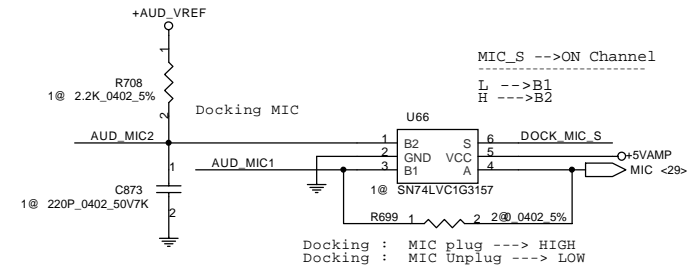 +AUD_VREF
1
R708
1@ 2.2K_0402_5%
2
Docking MIC
MIC_S -->ON Channel
--------------------------
L -->B1
H --->B2
U66
AUD_MIC2
1 B2 S 6 DOCK_MIC_S
2 GND VCC 5 +5VAMP
AUD_MIC1 3 B1 A 4 MIC <29>
1@ SN74LVC1G3157
1
C873
1@ 220P_0402_50V7K
2
R699 1 2 2@0_0402_5%
Docking : MIC plug ---> HIGH
Docking : MIC Unplug ---> LOW